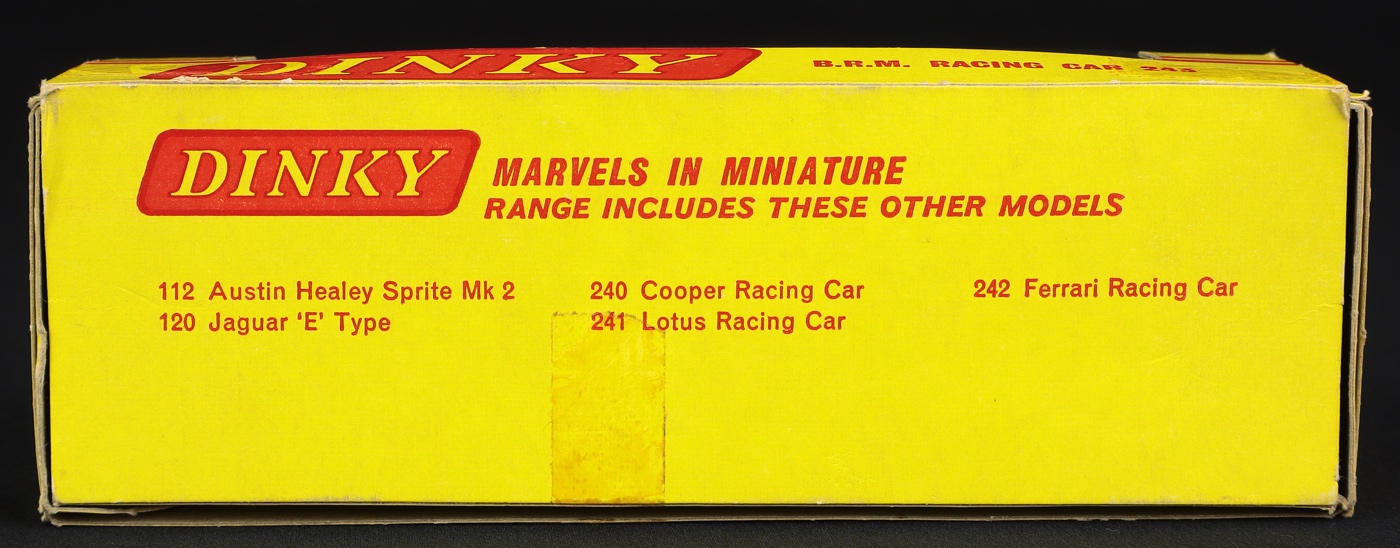 DINKY B.R.M. RACING CAR 243
DINKY MARVELS IN MINIATURE
RANGE INCLUDES THESE OTHER MODELS
112 Austin Healey Sprite Mk 2
120 Jaguar ‘E’ Type
240 Cooper Racing Car
241 Lotus Racing Car
242 Ferrari Racing Car